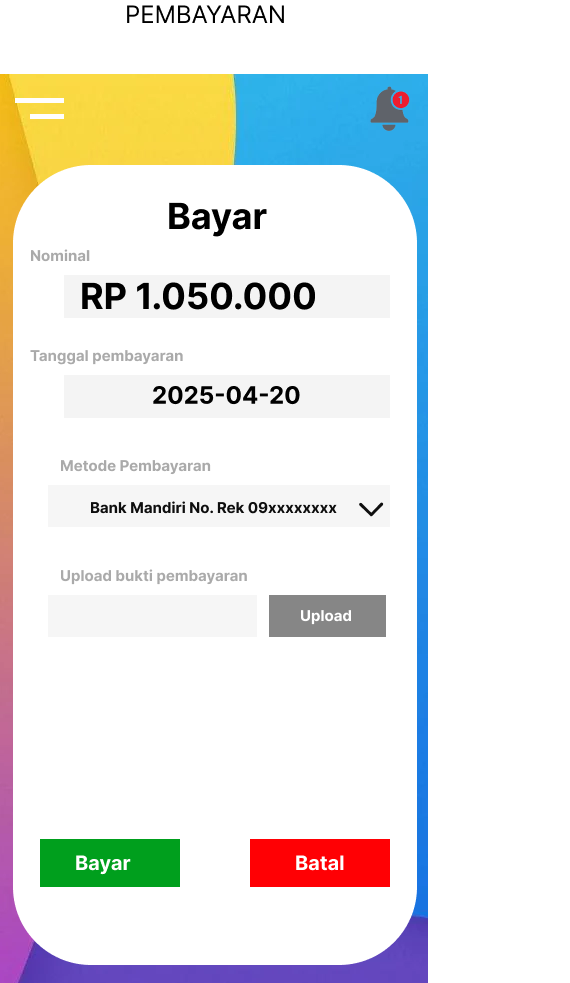 PEMBAYARAN
1
Bayar
Nominal
RP 1.050.000
Tanggal pembayaran
2025-04-20
Metode Pembayaran
Bank Mandiri No. Rek 09xxxxxxxx
Upload bukti pembayaran
Upload
Bayar
Batal